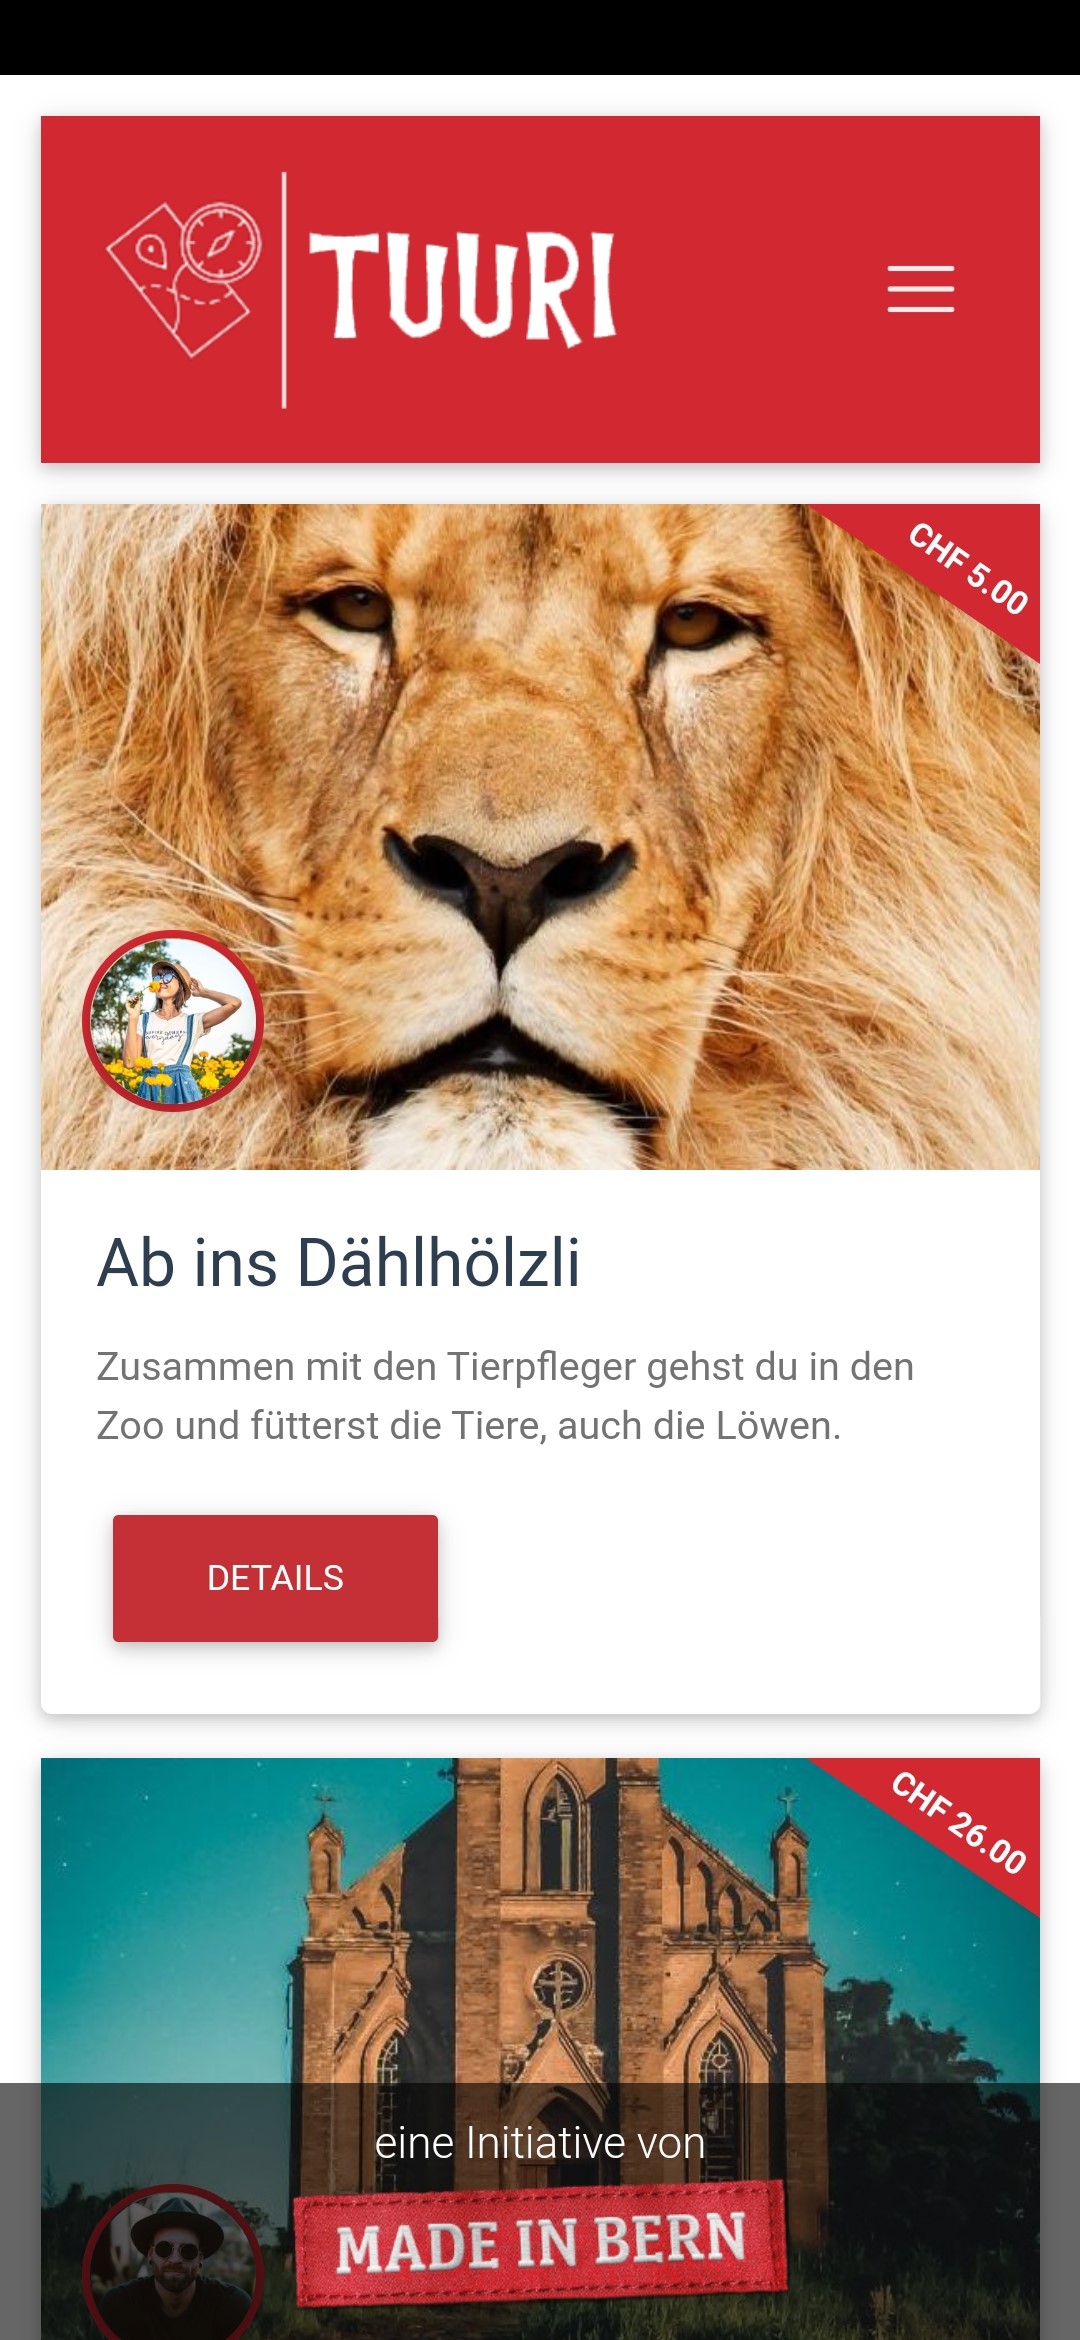 TUURI
CHF 5.00
Ab ins Dählhölzli
Zusammen mit den Tierpfleger gehst du in den
Zoo und fütterst die Tiere, auch die Löwen.
DETAILS
CHF 26.00
eine Initiative von
MADE IN BERN